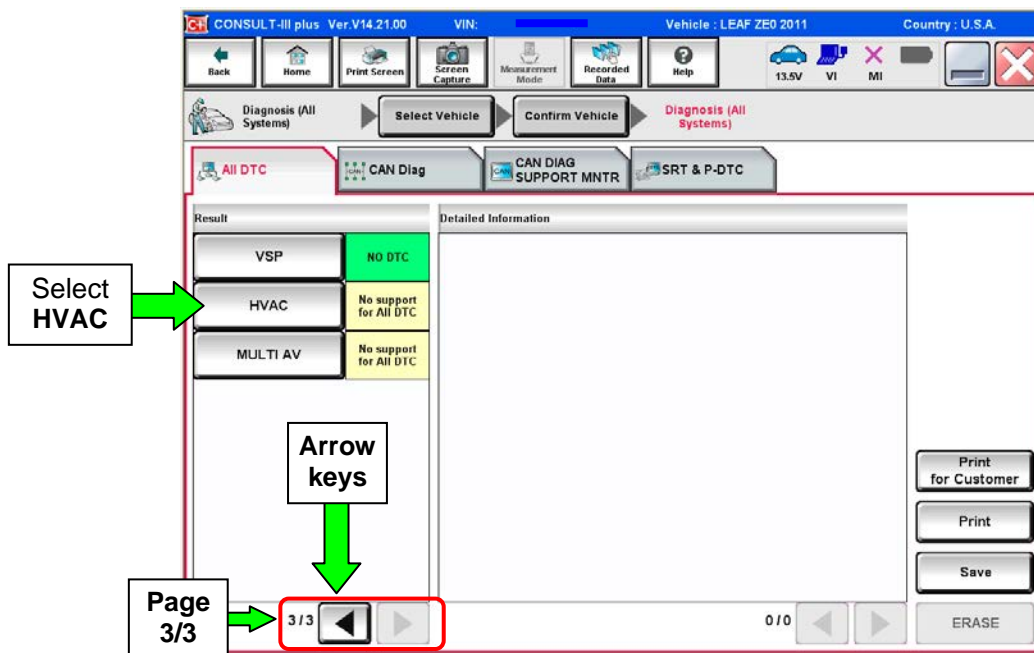 CONSULT-III plus Ver.V14.21.00 VIN: Vehicle : LEAF ZE0 2011 Country : U.S.A.
Back
Home
Print Screen
Screen
Capture
Measurement
Mode
Recorded
Data
Help
13.5V VI MI
Diagnosis (All
Systems)
Select Vehicle
Confirm Vehicle
Diagnosis (All
Systems)
All DTC
CAN Diag
CAN DIAG
SUPPORT MNTR
SRT & P-DTC
Result
Detailed Information
VSP NO DTC
Select
HVAC
HVAC
No support
for All DTC
MULTI AV
No support
for All DTC
Arrow
keys
Print
for Customer
Print
Save
Page
3/3
3/3
0/0
ERASE